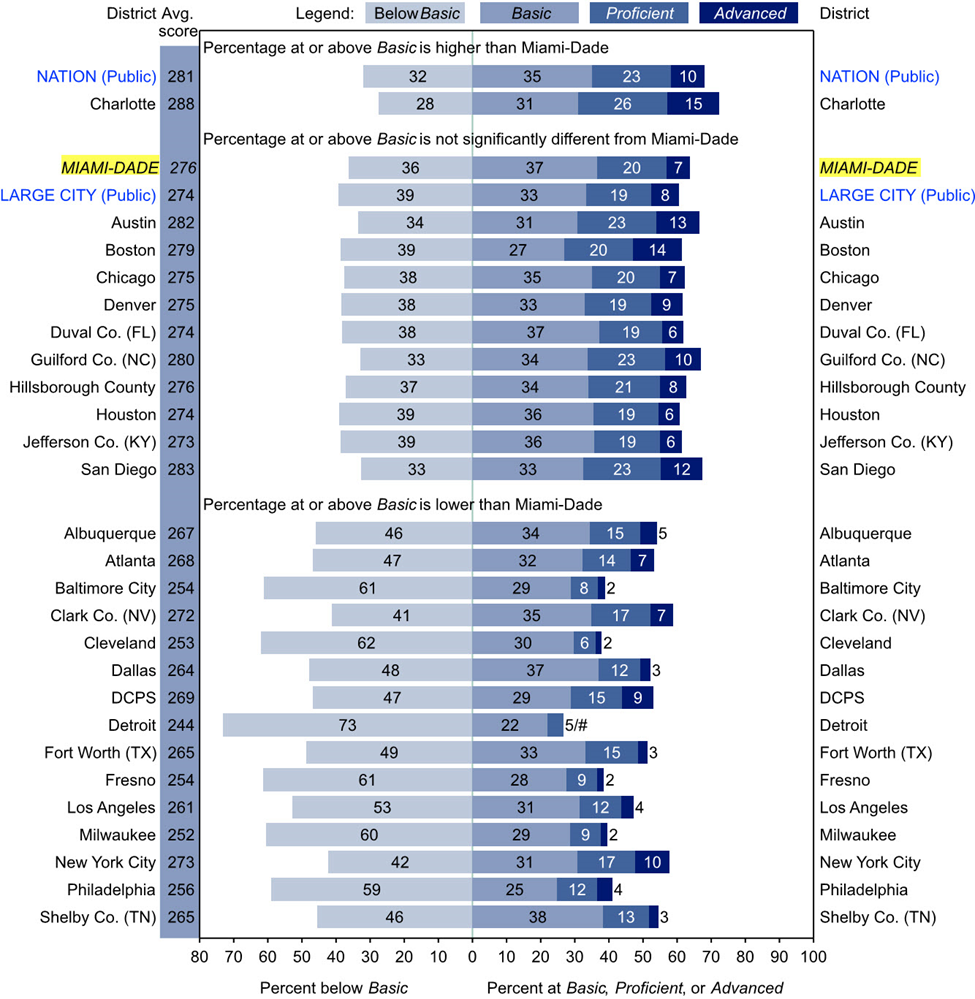 District Avg. score Legend: Below Basic Basic Proficient Advanced District
Percentage at or above Basic is higher than Miami-Dade
NATION (Public) 281 32 35 23 10 NATION (Public)
Charlotte 288 28 31 26 15 Charlotte
Percentage at or above Basic is not significantly different from Miami-Dade
MIAMI-DADE 276 36 37 20 7 MIAMI-DADE
LARGE CITY (Public) 274 39 33 19 8 LARGE CITY (Public)
Austin 282 34 31 23 13 Austin
Boston 279 39 27 20 14 Boston
Chicago 275 38 35 20 7 Chicago
Denver 275 38 33 19 9 Denver
Duval Co. (FL) 274 38 37 19 6 Duval Co. (FL)
Guilford Co. (NC) 280 33 34 23 10 Guilford Co. (NC)
Hillsborough County 276 37 34 21 8 Hillsborough County
Houston 274 39 36 19 6 Houston
Jefferson Co. (KY) 273 39 36 19 6 Jefferson Co. (KY)
San Diego 283 33 33 23 12 San Diego
Percentage at or above Basic is lower than Miami-Dade
Albuquerque 267 46 34 15 5 Albuquerque
Atlanta 268 47 32 14 7 Atlanta
Baltimore City 254 61 29 8 2 Baltimore City
Clark Co. (NV) 272 41 35 17 7 Clark Co. (NV)
Cleveland 253 62 30 6 2 Cleveland
Dallas 264 48 37 12 3 Dallas
DCPS 269 47 29 15 9 DCPS
Detroit 244 73 22 5/# Detroit
Fort Worth (TX) 265 49 33 15 3 Fort Worth (TX)
Fresno 254 61 28 9 2 Fresno
Los Angeles 261 53 31 12 4 Los Angeles
Milwaukee 252 60 29 9 2 Milwaukee
New York City 273 42 31 17 10 New York City
Philadelphia 256 59 25 12 4 Philadelphia
Shelby Co. (TN) 265 46 38 13 3 Shelby Co. (TN)
80 70 60 50 40 30 20 10 0 10 20 30 40 50 60 70 80 90 100
Percent below Basic Percent at Basic, Proficient, or Advanced